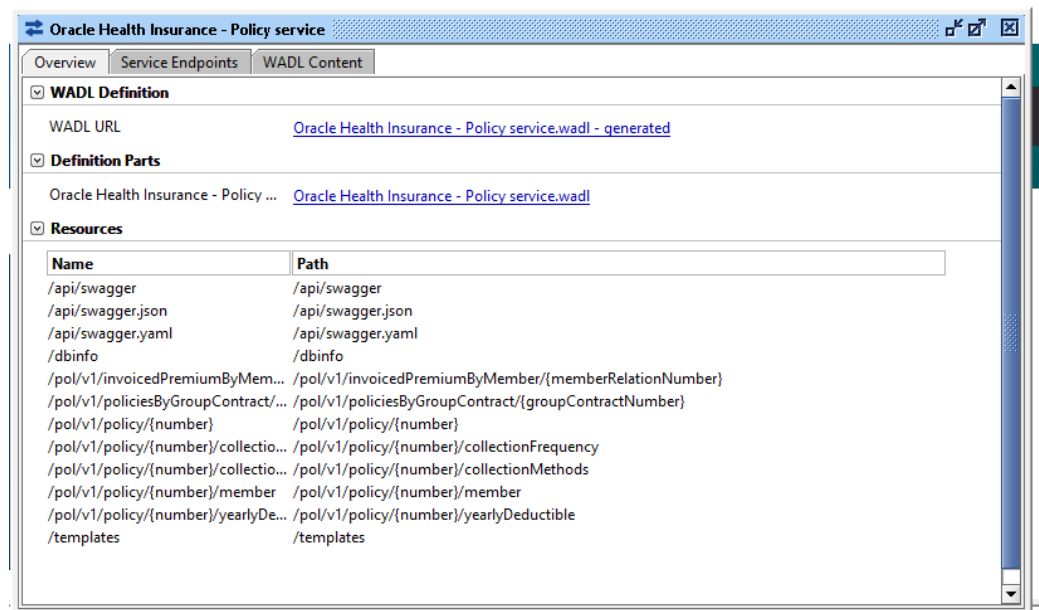 Oracle Health Insurance - Policy service
Overview Service Endpoints WADL Content
WADL Definition
WADL URL Oracle Health Insurance - Policy service.wadl - generated
Definition Parts
Oracle Health Insurance - Policy ... Oracle Health Insurance - Policy service.wadl
Resources
Name Path
/api/swagger /api/swagger
/api/swagger.json /api/swagger.json
/api/swagger.yaml /api/swagger.yaml
/dbinfo /dbinfo
/pol/v1/invoicedPremiumByMem... /pol/v1/invoicedPremiumByMember/{memberRelationNumber}
/pol/v1/policiesByGroupContract/... /pol/v1/policiesByGroupContract/{groupContractNumber}
/pol/v1/policy/{number} /pol/v1/policy/{number}
/pol/v1/policy/{number}/collectio... /pol/v1/policy/{number}/collectionFrequency
/pol/v1/policy/{number}/collectio... /pol/v1/policy/{number}/collectionMethods
/pol/v1/policy/{number}/member /pol/v1/policy/{number}/member
/pol/v1/policy/{number}/yearlyDe... /pol/v1/policy/{number}/yearlyDeductible
/templates /templates